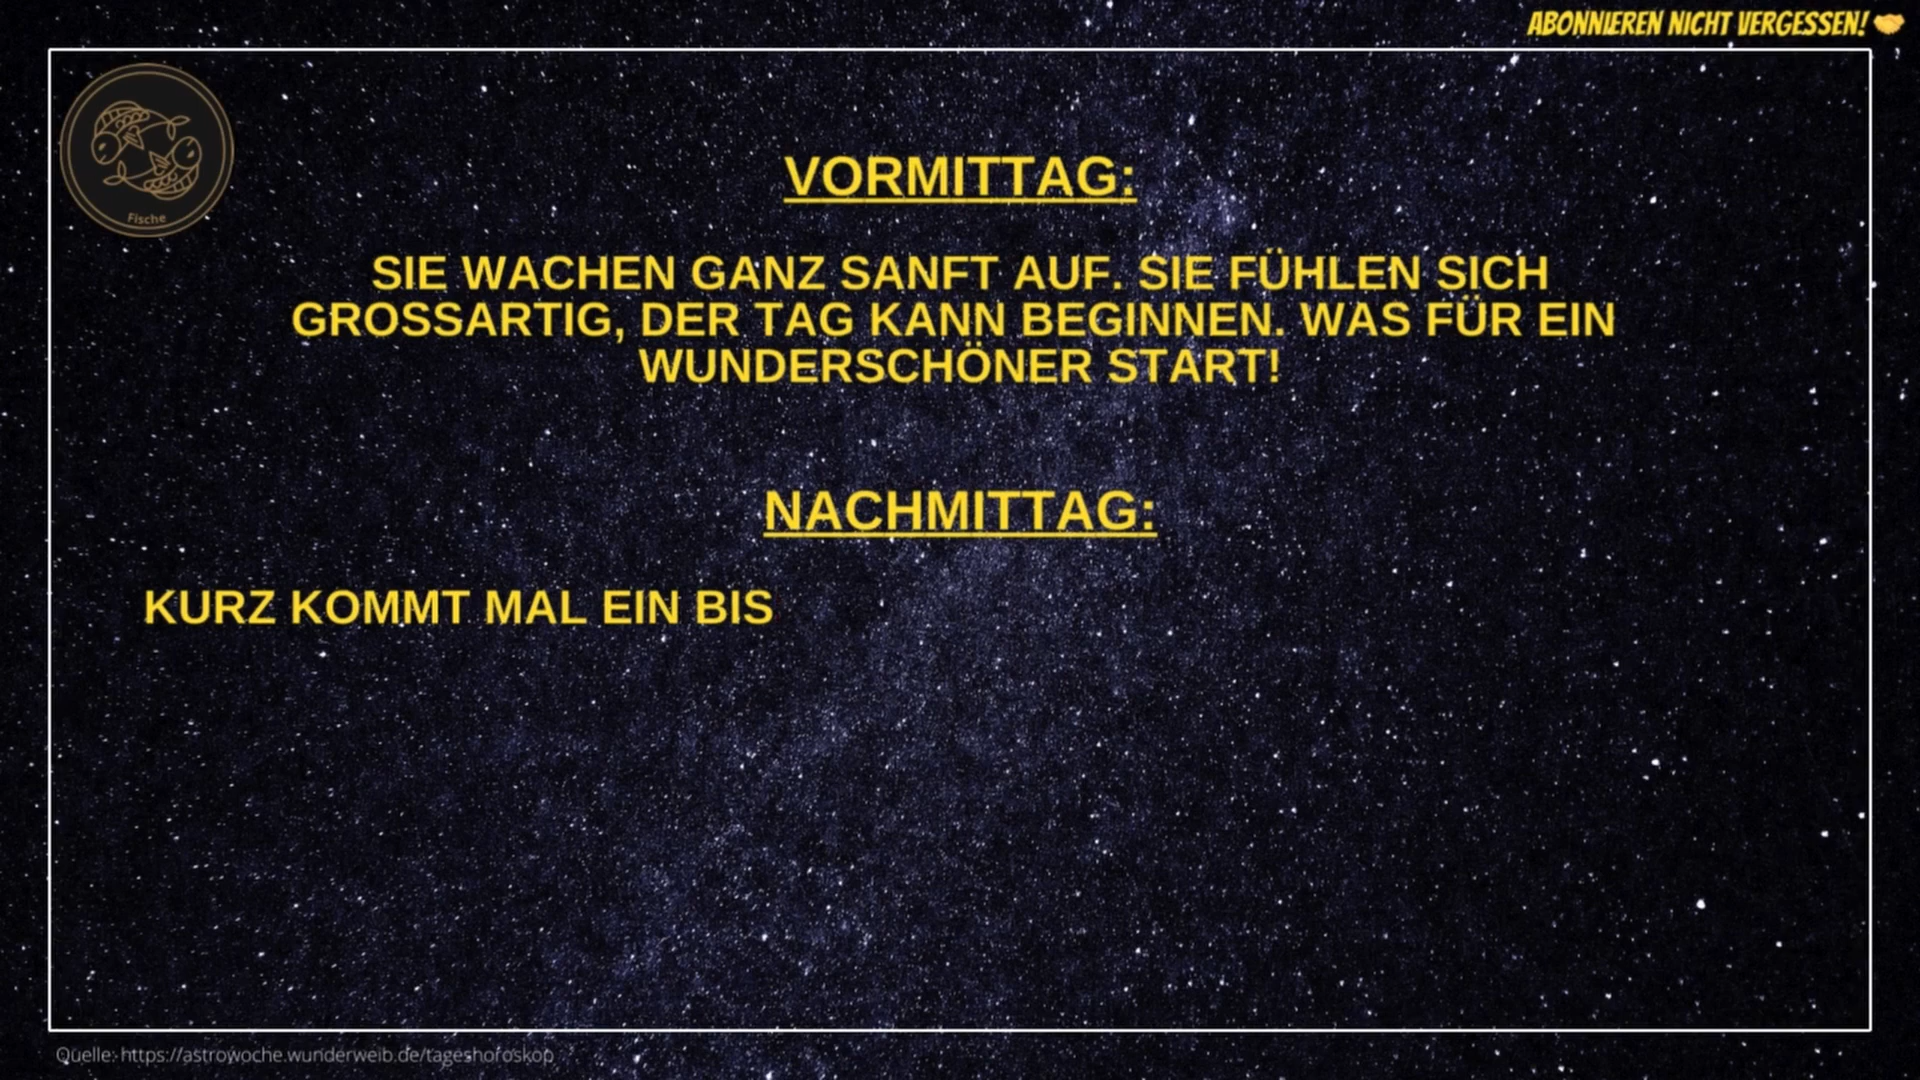 ABONNIEREN NICHT VERGESSEN!
Fische
VORMITTAG:
SIE WACHEN GANZ SANFT AUF. SIE FÜHLEN SICH
GROSSARTIG, DER TAG KANN BEGINNEN. WAS FÜR EIN
WUNDERSCHÖNER START!
NACHMITTAG:
KURZ KOMMT MAL EIN BIS
Quelle: https://astrowoche.wunderweib.de/tageshoroskop